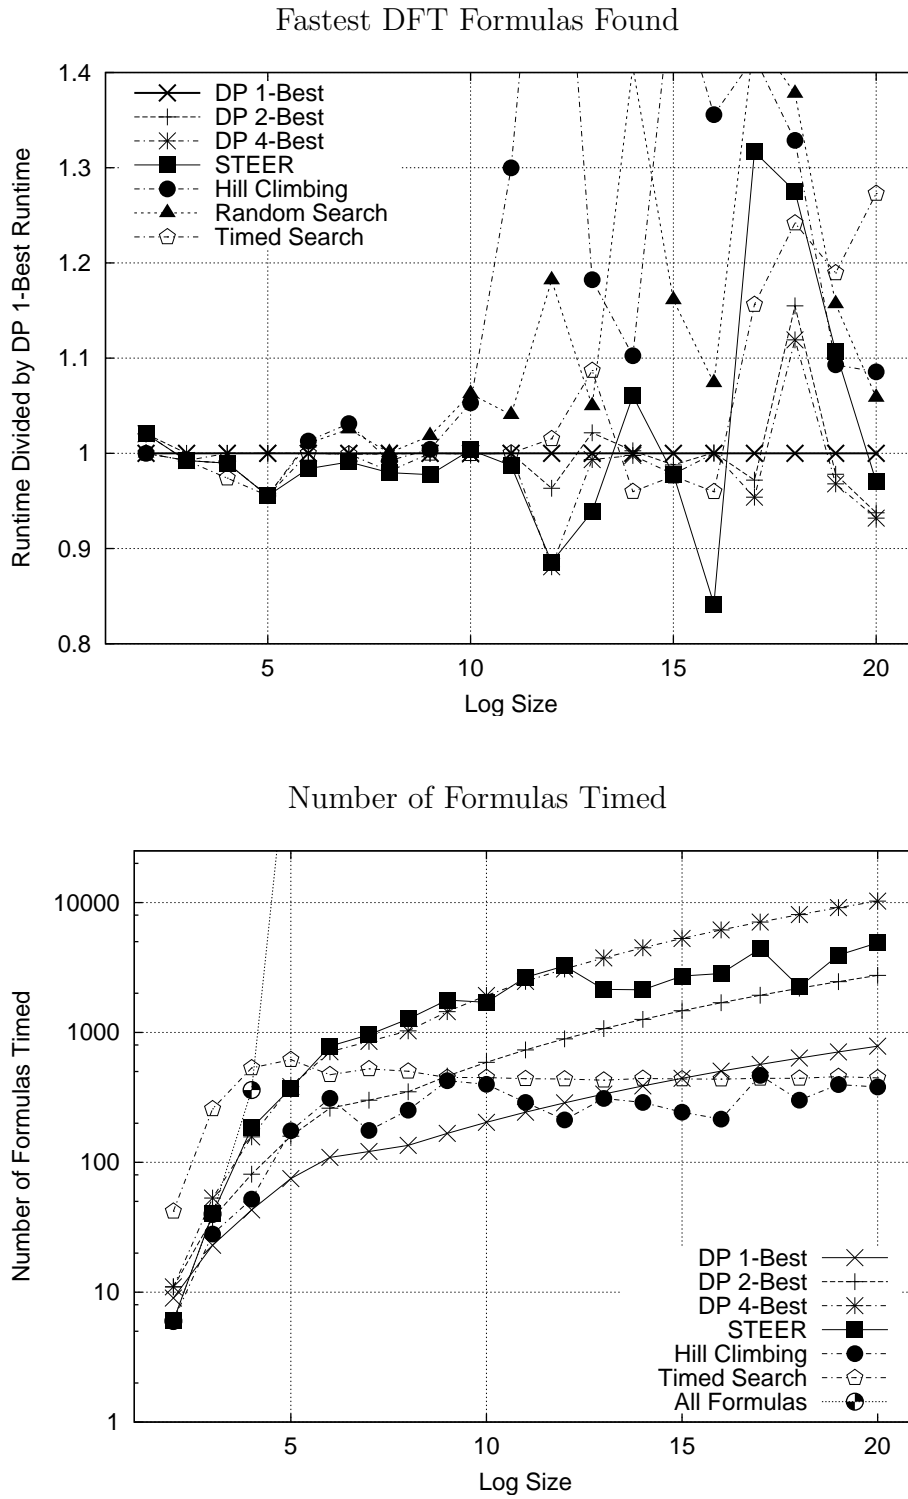 Fastest DFT Formulas Found
1.4
1.3
1.2
1.1
1
0.9
0.8
Runtime Divided by DP 1-Best Runtime
DP 1-Best
DP 2-Best
DP 4-Best
STEER
Hill Climbing
Random Search
Timed Search
5
10
15
20
Log Size
Number of Formulas Timed
10000
1000
100
10
1
Number of Formulas Timed
DP 1-Best
DP 2-Best
DP 4-Best
STEER
Hill Climbing
Timed Search
All Formulas
5
10
15
20
Log Size